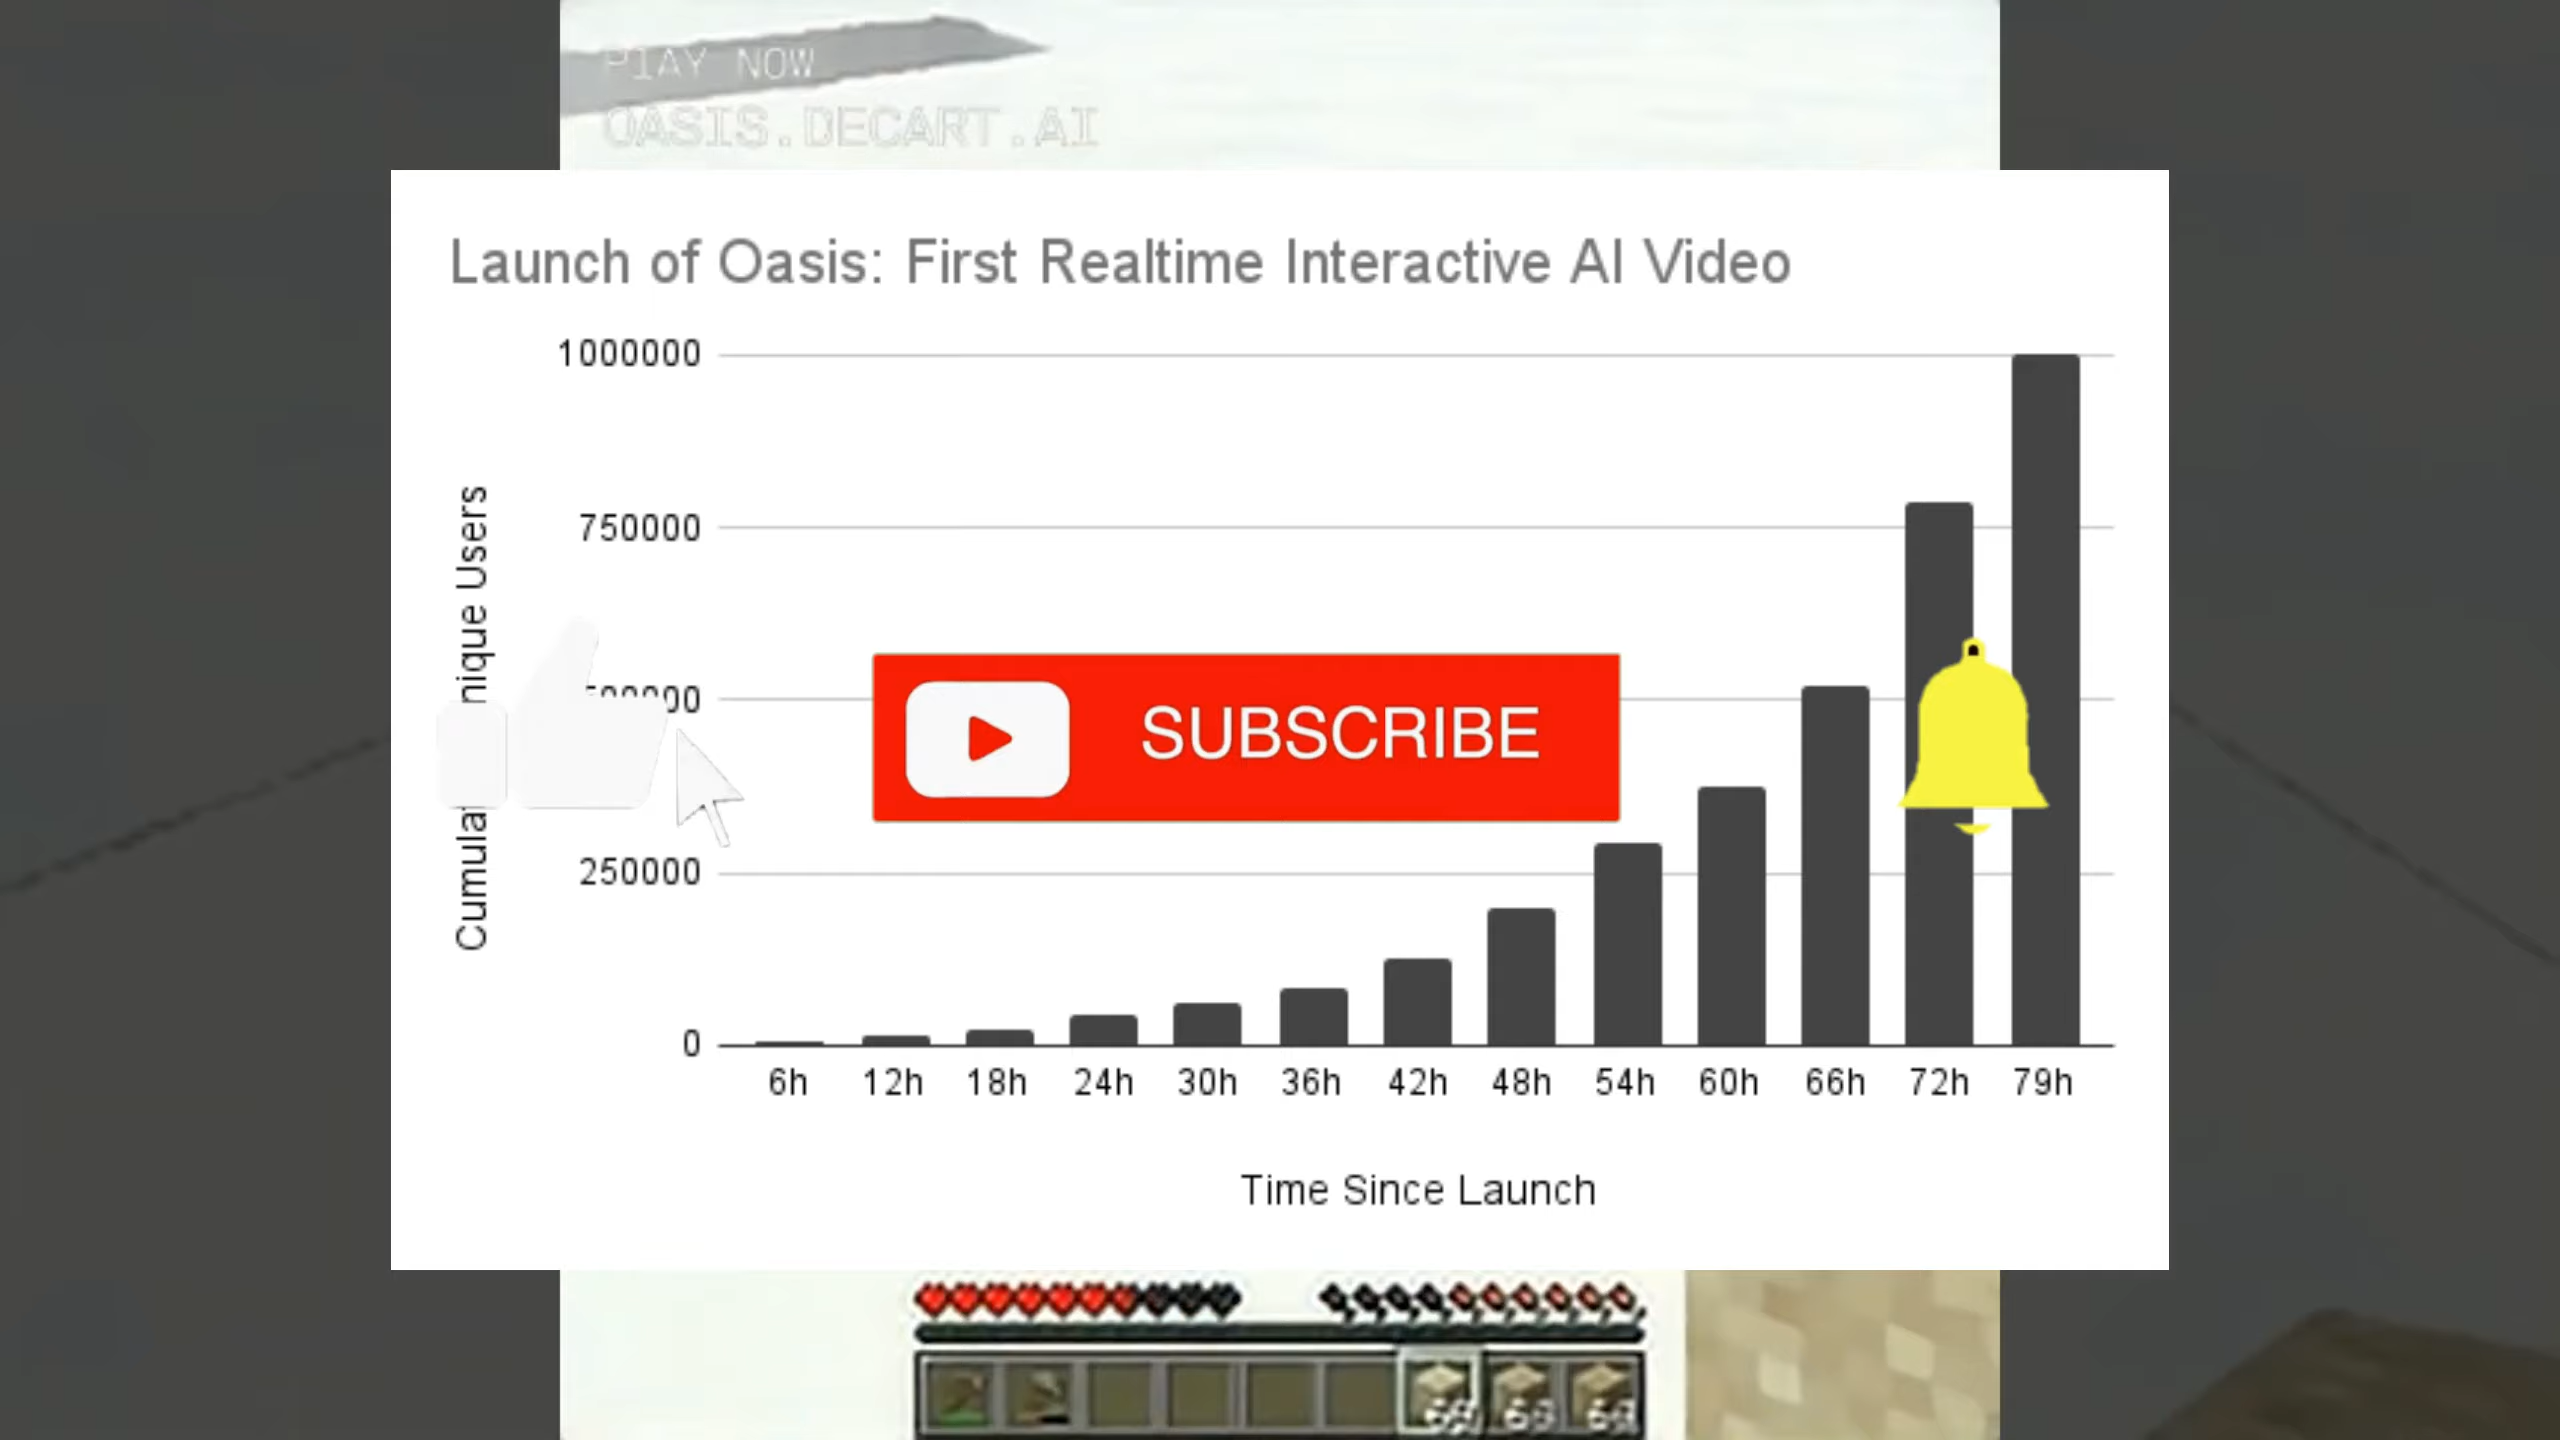 PlAY NOW
OASIS.DECART.AI
Launch of Oasis: First Realtime Interactive AI Video
1000000
750000
250000
0
Users
SUBSCRIBE
6h 12h 18h 24h 30h 36h 42h 48h 54h 60h 66h 72h 79h
Time Since Launch